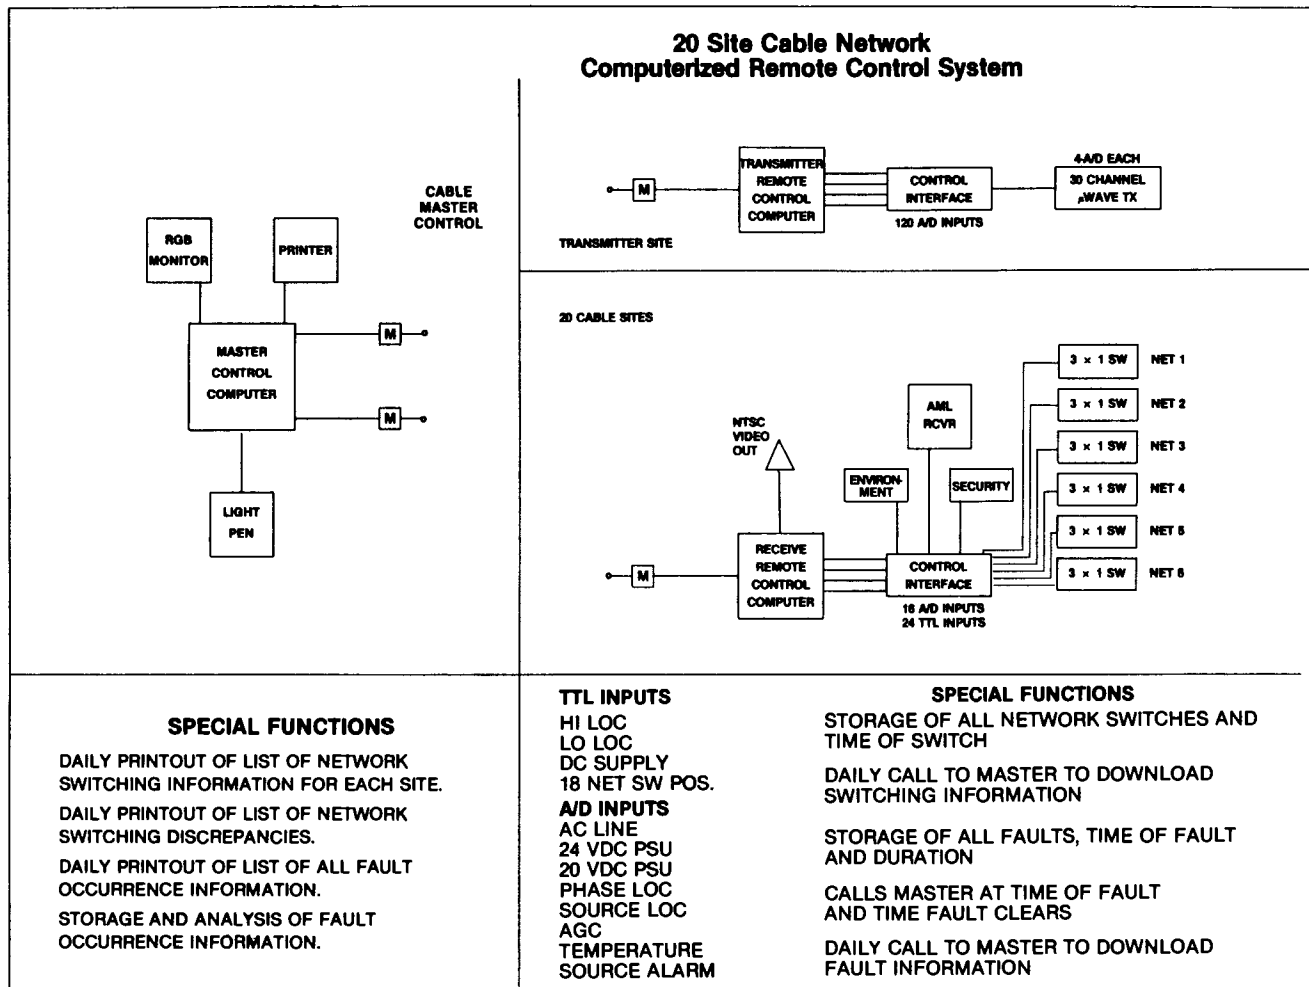 20 Site Cable Network
Computerized Remote Control System
CABLE
MASTER
CONTROL
RGB
MONITOR
PRINTER
MASTER
CONTROL
COMPUTER
M
M
LIGHT
PEN
M
TRANSMITTER
REMOTE
CONTROL
COMPUTER
CONTROL
INTERFACE
120 A/D INPUTS
4-A/D EACH
30 CHANNEL
μWAVE TX
TRANSMITTER SITE
20 CABLE SITES
NTSC
VIDEO
OUT
AML
RCVR
ENVIRON-
MENT
SECURITY
M
RECEIVE
REMOTE
CONTROL
COMPUTER
CONTROL
INTERFACE
16 A/D INPUTS
24 TTL INPUTS
3 × 1 SW NET 1
3 × 1 SW NET 2
3 × 1 SW NET 3
3 × 1 SW NET 4
3 × 1 SW NET 5
3 × 1 SW NET 6
SPECIAL FUNCTIONS
DAILY PRINTOUT OF LIST OF NETWORK
SWITCHING INFORMATION FOR EACH SITE.
DAILY PRINTOUT OF LIST OF NETWORK
SWITCHING DISCREPANCIES.
DAILY PRINTOUT OF LIST OF ALL FAULT
OCCURRENCE INFORMATION.
STORAGE AND ANALYSIS OF FAULT
OCCURRENCE INFORMATION.
TTL INPUTS
HI LOC
LO LOC
DC SUPPLY
18 NET SW POS.
A/D INPUTS
AC LINE
24 VDC PSU
20 VDC PSU
PHASE LOC
SOURCE LOC
AGC
TEMPERATURE
SOURCE ALARM
SPECIAL FUNCTIONS
STORAGE OF ALL NETWORK SWITCHES AND
TIME OF SWITCH
DAILY CALL TO MASTER TO DOWNLOAD
SWITCHING INFORMATION
STORAGE OF ALL FAULTS, TIME OF FAULT
AND DURATION
CALLS MASTER AT TIME OF FAULT
AND TIME FAULT CLEARS
DAILY CALL TO MASTER TO DOWNLOAD
FAULT INFORMATION